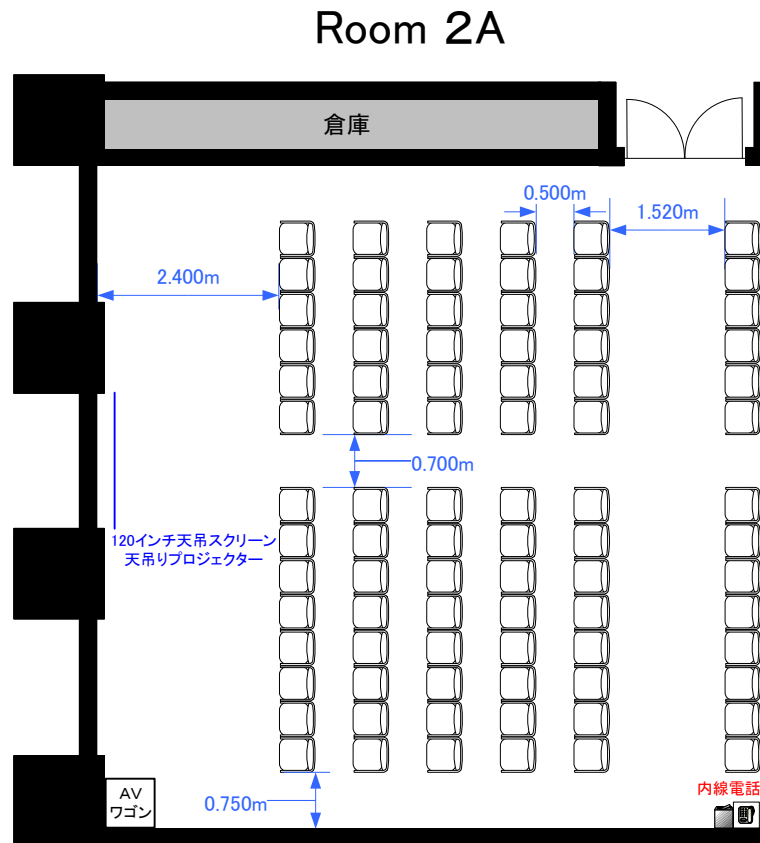 Room 2A
倉庫
0.500m
1.520m
2.400m
0.700m
120インチ天吊スクリーン
天吊りプロジェクター
AV
ワゴン
0.750m
内線電話